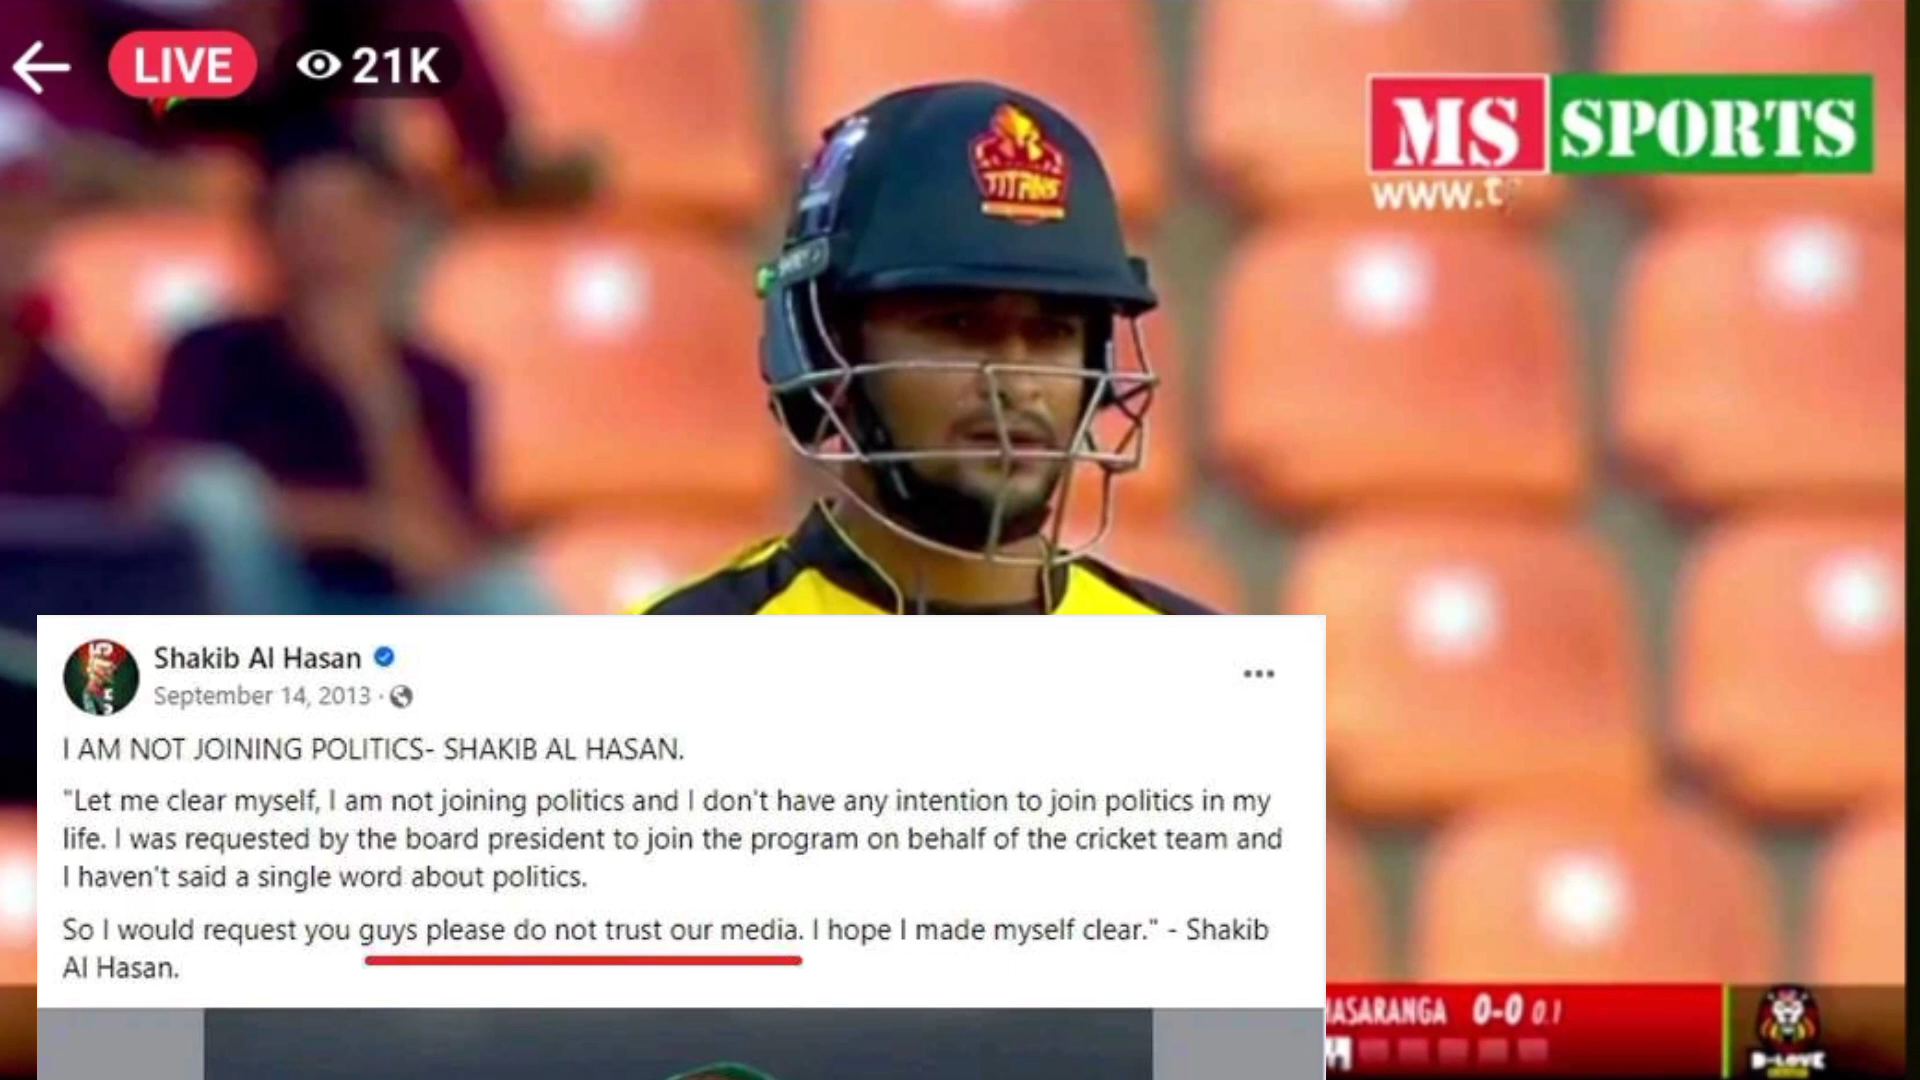 LIVE 21K
MS SPORTS
www.t
TITANS
Shakib Al Hasan
September 14, 2013 ·
I AM NOT JOINING POLITICS- SHAKIB AL HASAN.
"Let me clear myself, I am not joining politics and I don't have any intention to join politics in my
life. I was requested by the board president to join the program on behalf of the cricket team and
I haven't said a single word about politics.
So I would request you guys please do not trust our media. I hope I made myself clear." - Shakib
Al Hasan.
ASARANGA 0-0 0.1
B-LOVE